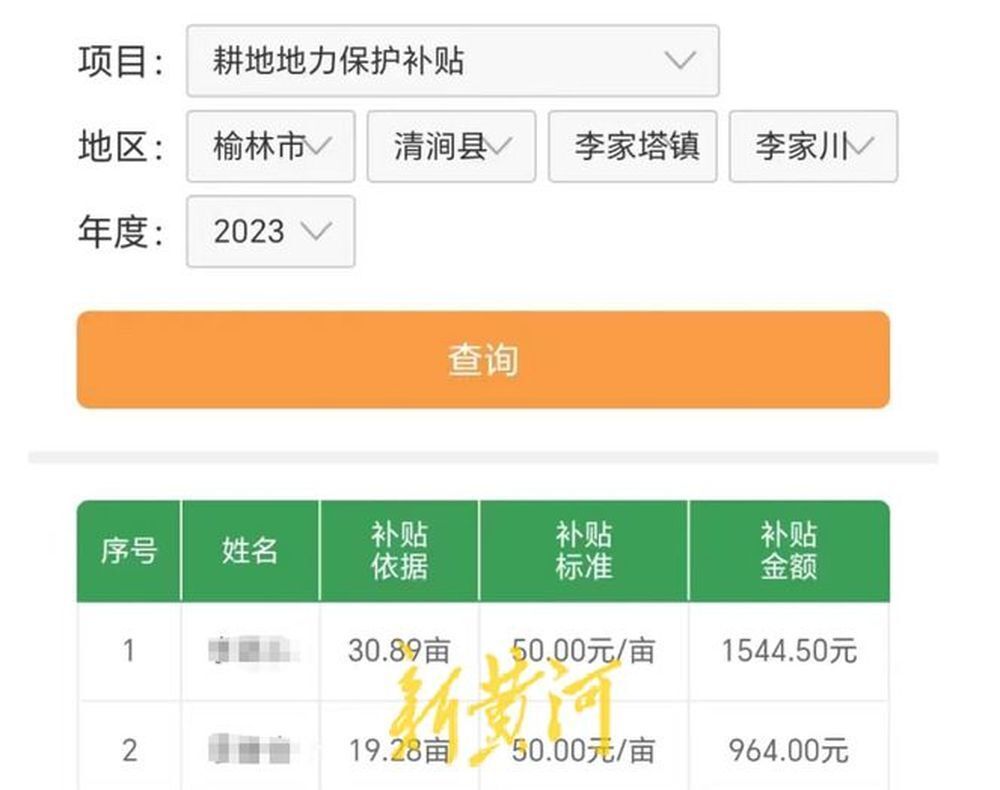 项目： 耕地地力保护补贴
地区： 榆林市 清涧县 李家塔镇 李家川
年度： 2023
查询
序号 姓名 补贴依据 补贴标准 补贴金额
1 30.89亩 50.00元/亩 1544.50元
2 19.28亩 50.00元/亩 964.00元
新黄河